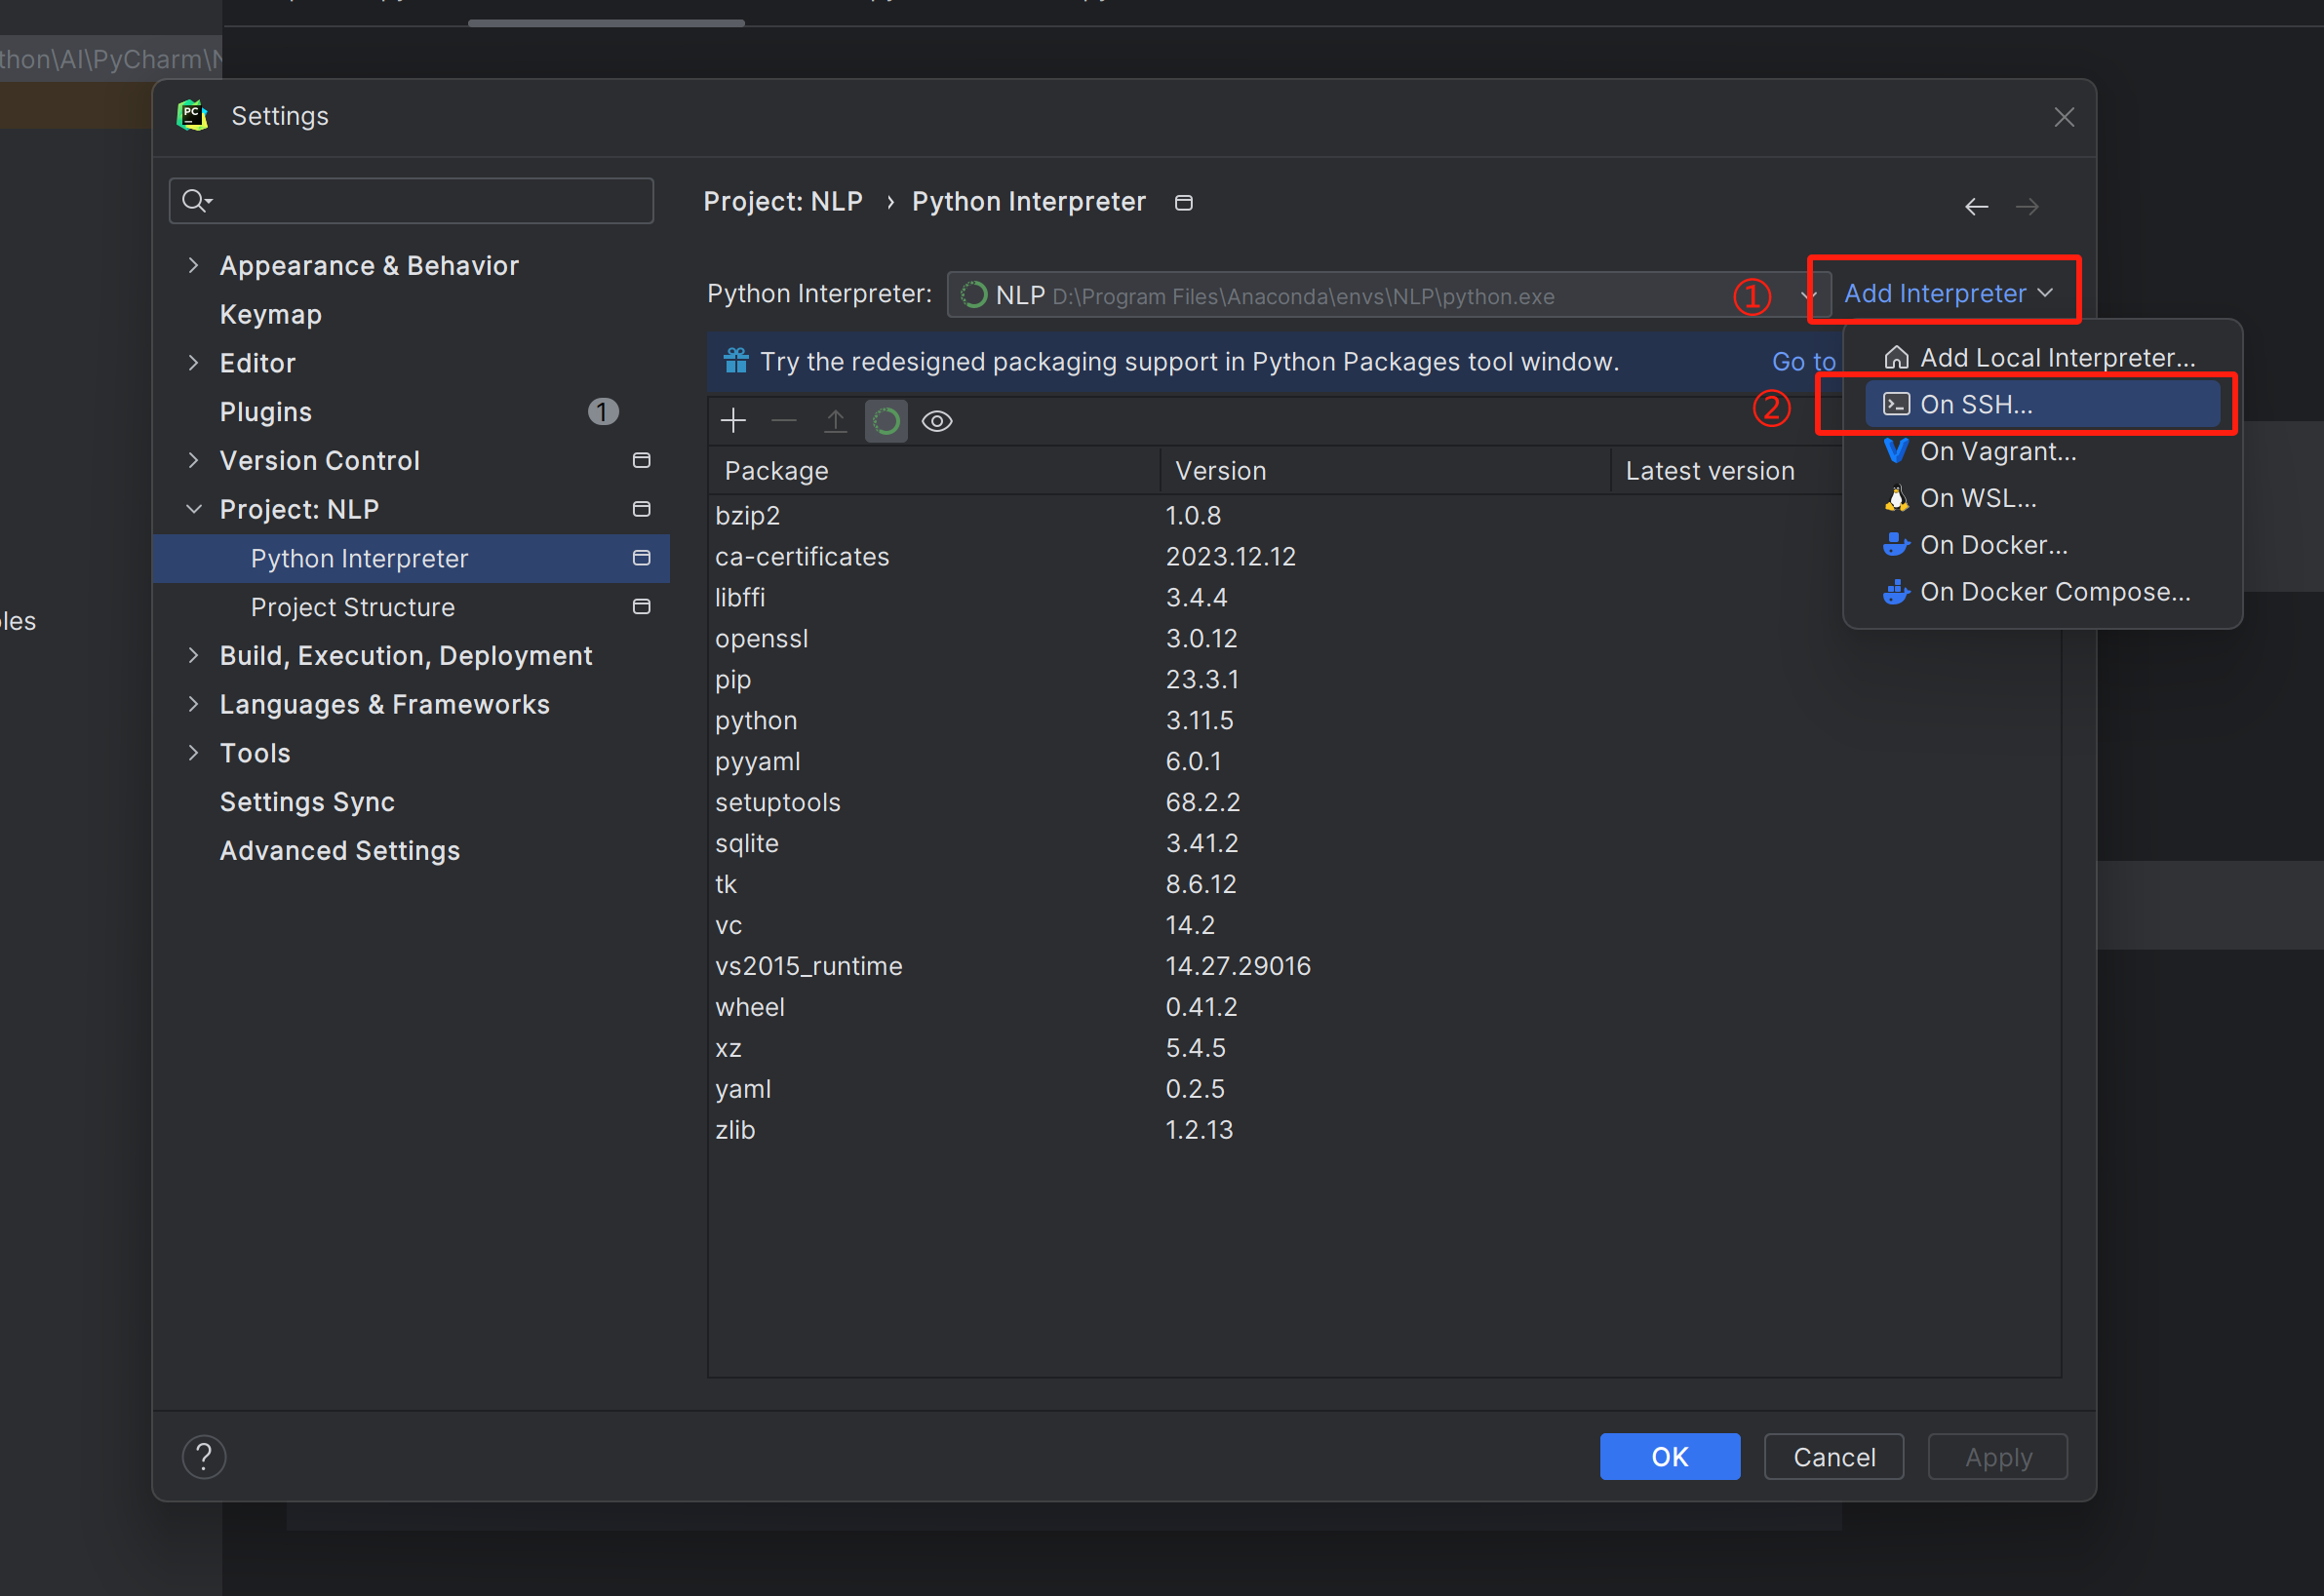 thon\AI\PyCharm\
Settings
Project: NLP › Python Interpreter
Appearance & Behavior
Keymap
Editor
Plugins 1
Version Control
Project: NLP
Python Interpreter
Project Structure
Build, Execution, Deployment
Languages & Frameworks
Tools
Settings Sync
Advanced Settings
les
Python Interpreter: NLP D:\Program Files\Anaconda\envs\NLP\python.exe ① Add Interpreter
Try the redesigned packaging support in Python Packages tool window. Go to
Add Local Interpreter...
② On SSH...
On Vagrant...
On WSL...
On Docker...
On Docker Compose...
Package Version Latest version
bzip2 1.0.8
ca-certificates 2023.12.12
libffi 3.4.4
openssl 3.0.12
pip 23.3.1
python 3.11.5
pyyaml 6.0.1
setuptools 68.2.2
sqlite 3.41.2
tk 8.6.12
vc 14.2
vs2015_runtime 14.27.29016
wheel 0.41.2
xz 5.4.5
yaml 0.2.5
zlib 1.2.13
? OK Cancel Apply